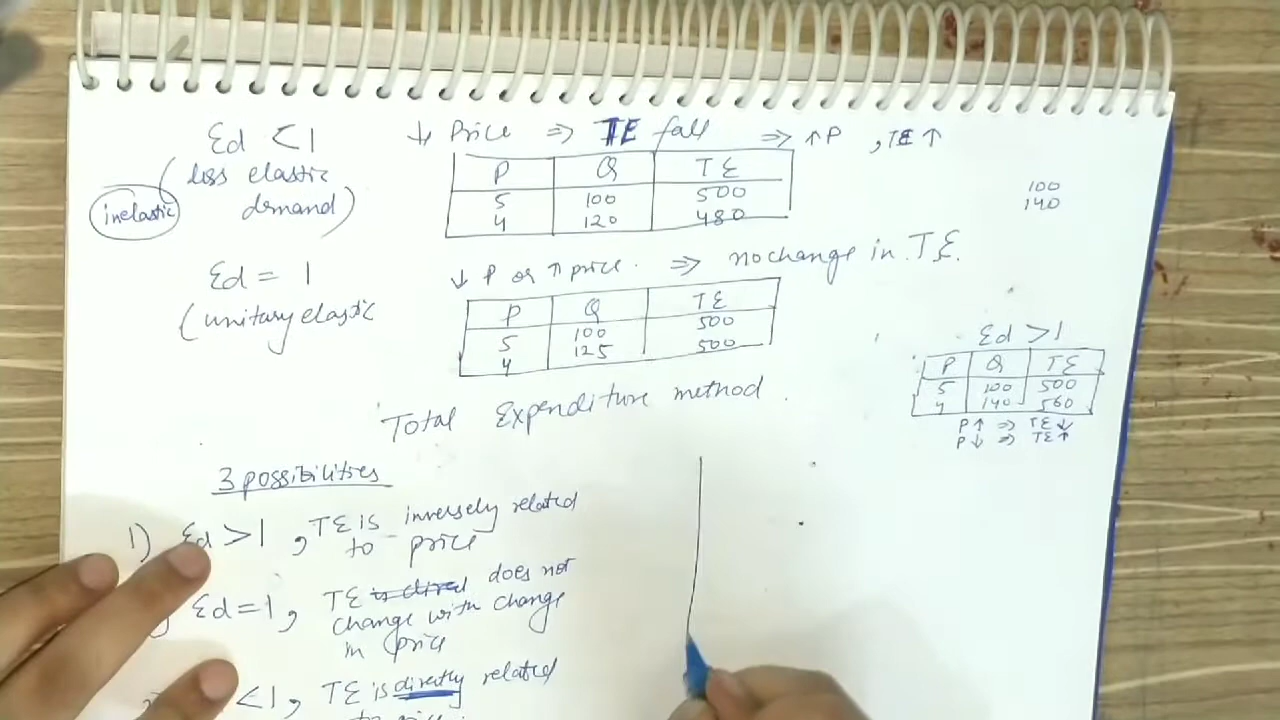 Ed < 1 ↓ Price ⇒ TE fall ⇒ ↑P , TE ↑
(less elastic
demand)
inelastic
P Q TE
5 100 500
4 120 480
100
140
Ed = 1 ↓ P or ↑ price. ⇒ no change in TE.
(unitary elastic
P Q TE
5 100 500
4 125 500
Ed > 1
P Q TE
5 100 500
4 140 560
P↑ ⇒ TE↓
P↓ ⇒ TE↑
Total Expenditure method.
3 possibilities
1) Ed > 1 , TE is inversely related
to price
Ed = 1 , TE is direct does not
change with change
in price
< 1 , TE is directly related